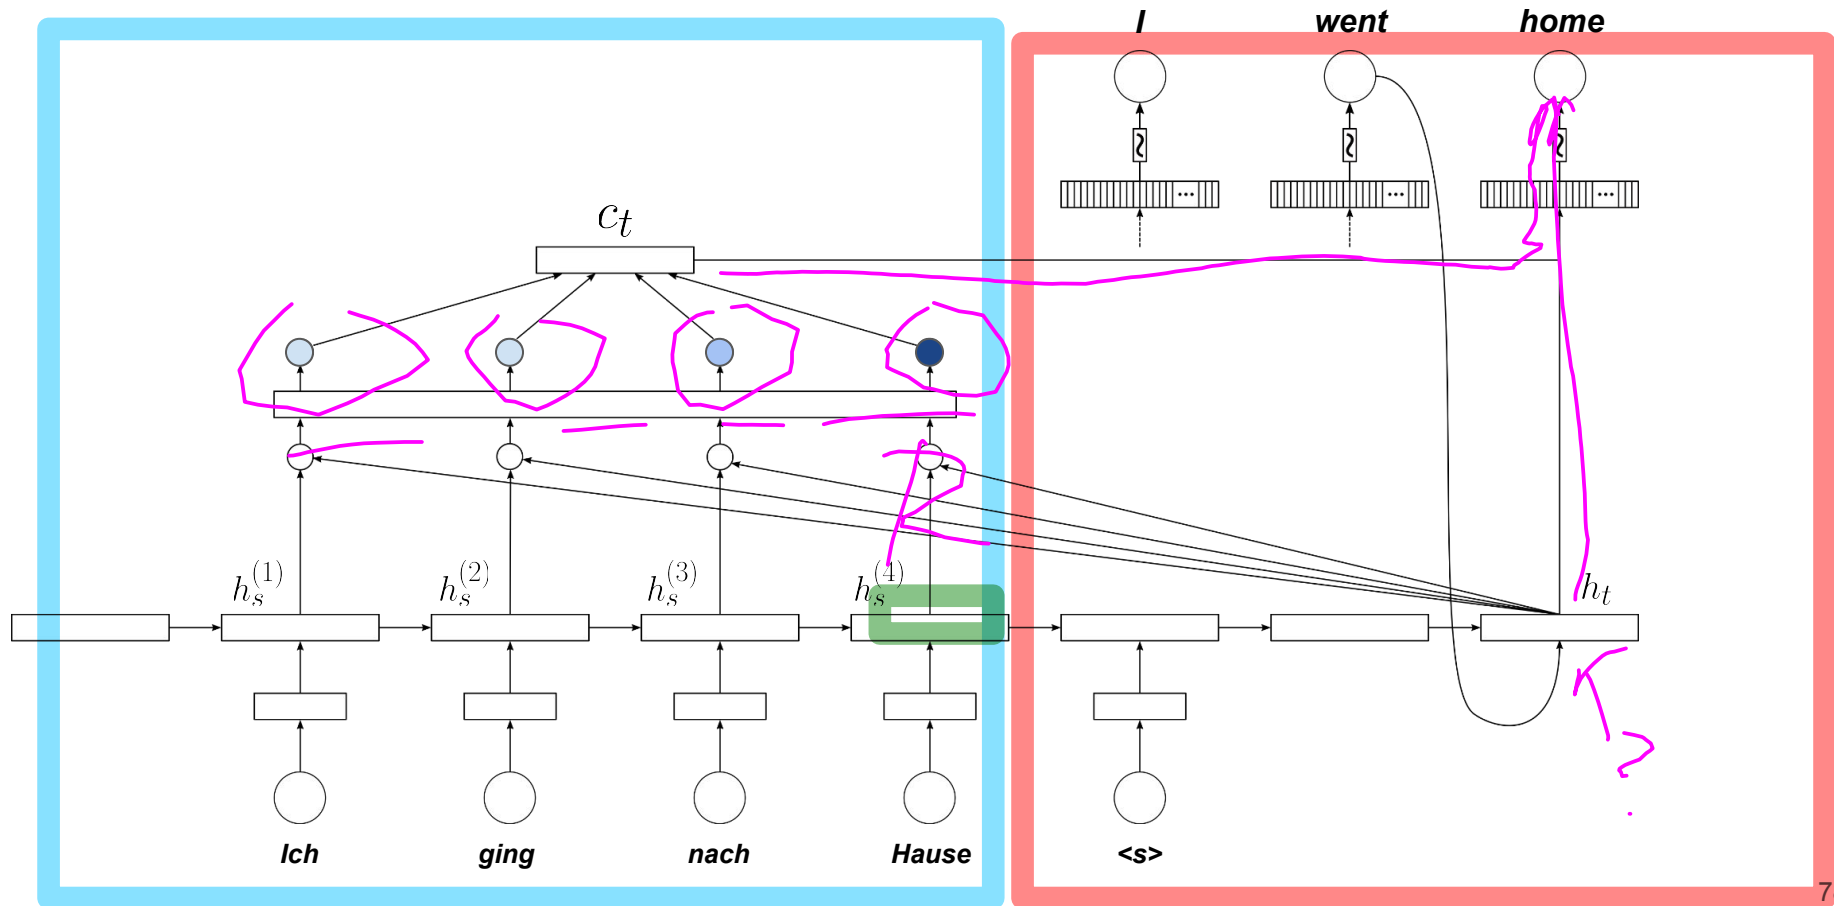 I went home
c_t
h_s^{(1)} h_s^{(2)} h_s^{(3)} h_s^{(4)} h_t
Ich ging nach Hause <s>
?
7